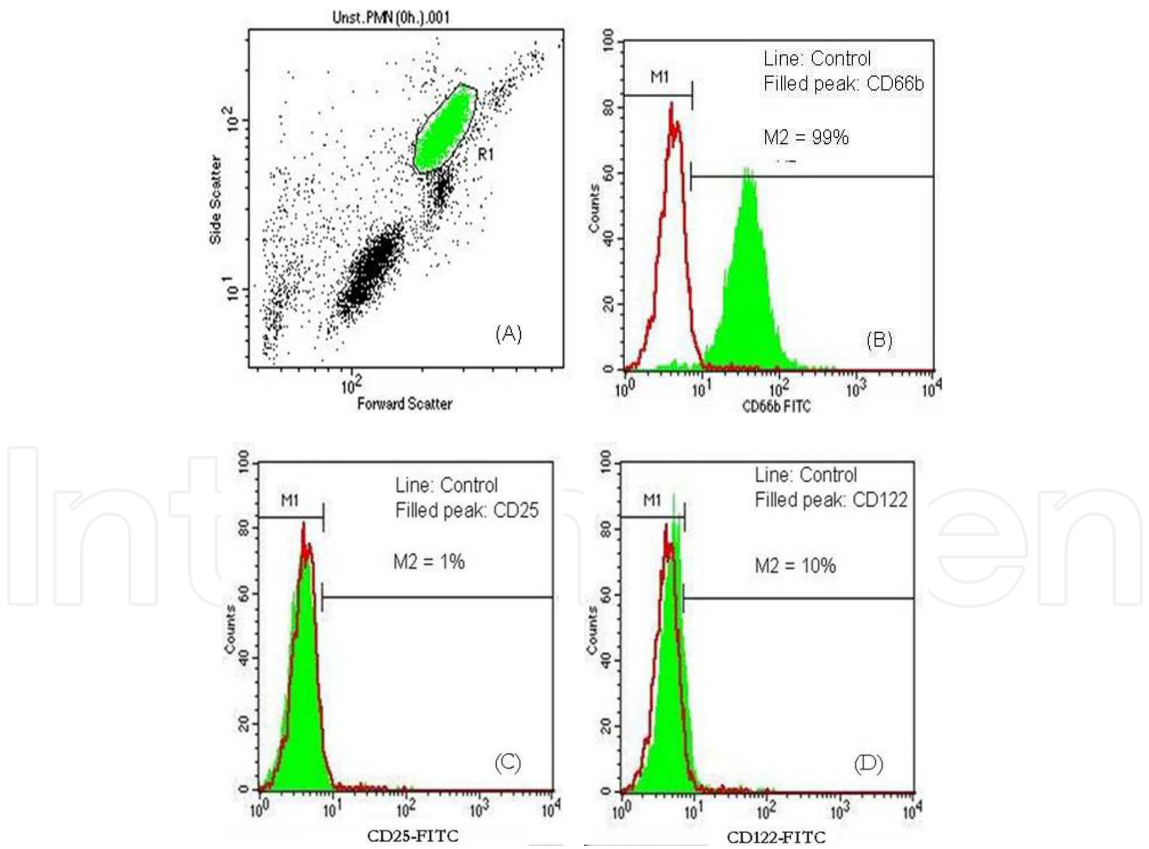 Unst.PMN (0h.).001
10²
10¹
Side Scatter
R1
(A)
10²
Forward Scatter
100
80
60
40
20
0
Counts
M1
Line: Control
Filled peak: CD66b
M2 = 99%
(B)
10⁰ 10¹ 10² 10³ 10⁴
CD66b FITC
100
80
60
40
20
0
Counts
M1
Line: Control
Filled peak: CD25
M2 = 1%
(C)
10⁰ 10¹ 10² 10³ 10⁴
CD25-FITC
100
80
60
40
20
0
Counts
M1
Line: Control
Filled peak: CD122
M2 = 10%
(D)
10⁰ 10¹ 10² 10³ 10⁴
CD122-FITC